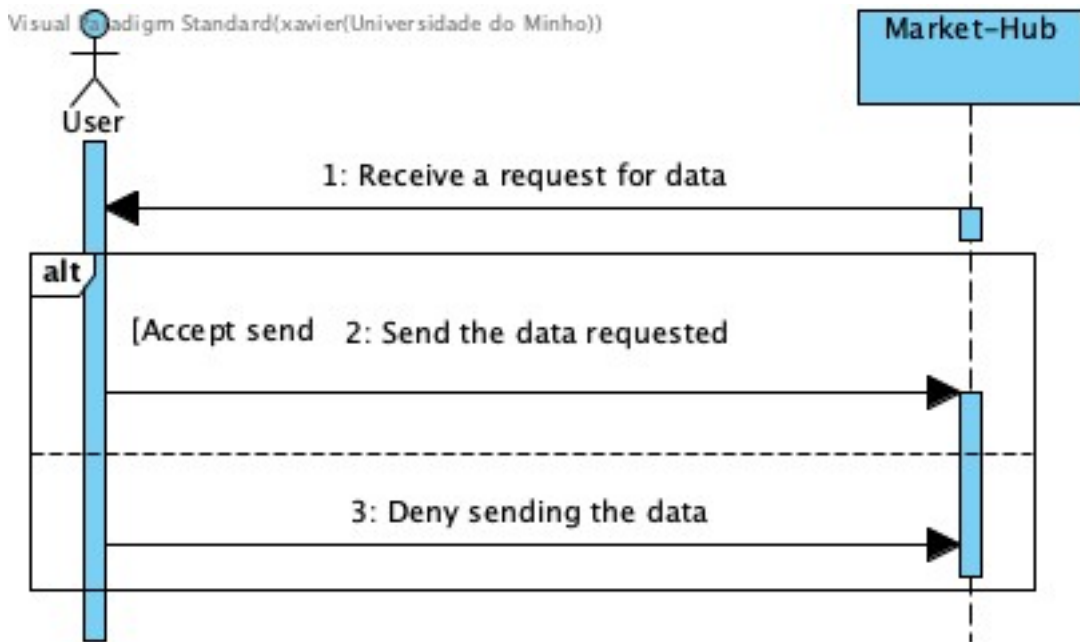 Visual Paradigm Standard(xavier(Universidade do Minho))
Market-Hub
User
1: Receive a request for data
alt
[Accept send
2: Send the data requested
3: Deny sending the data